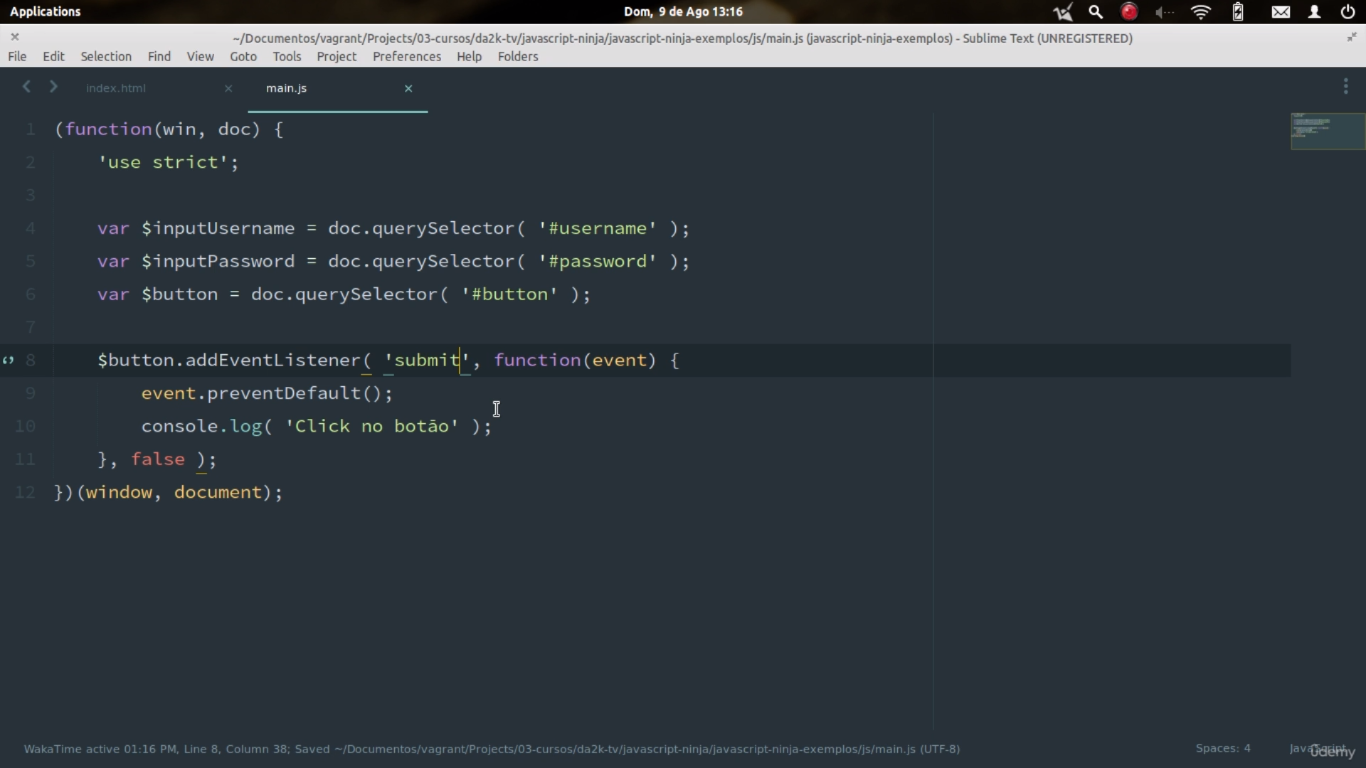 Applications
Dom, 9 de Ago 13:16
~/Documentos/vagrant/Projects/03-cursos/da2k-tv/javascript-ninja/javascript-ninja-exemplos/js/main.js (javascript-ninja-exemplos) - Sublime Text (UNREGISTERED)
File Edit Selection Find View Goto Tools Project Preferences Help Folders
index.html main.js
1 (function(win, doc) {
2 'use strict';
3
4 var $inputUsername = doc.querySelector( '#username' );
5 var $inputPassword = doc.querySelector( '#password' );
6 var $button = doc.querySelector( '#button' );
7
8 $button.addEventListener( 'submit', function(event) {
9 event.preventDefault();
10 console.log( 'Click no botão' );
11 }, false );
12 })(window, document);
WakaTime active 01:16 PM, Line 8, Column 38; Saved ~/Documentos/vagrant/Projects/03-cursos/da2k-tv/javascript-ninja/javascript-ninja-exemplos/js/main.js (UTF-8)
Spaces: 4
JavaScript
ûdemy